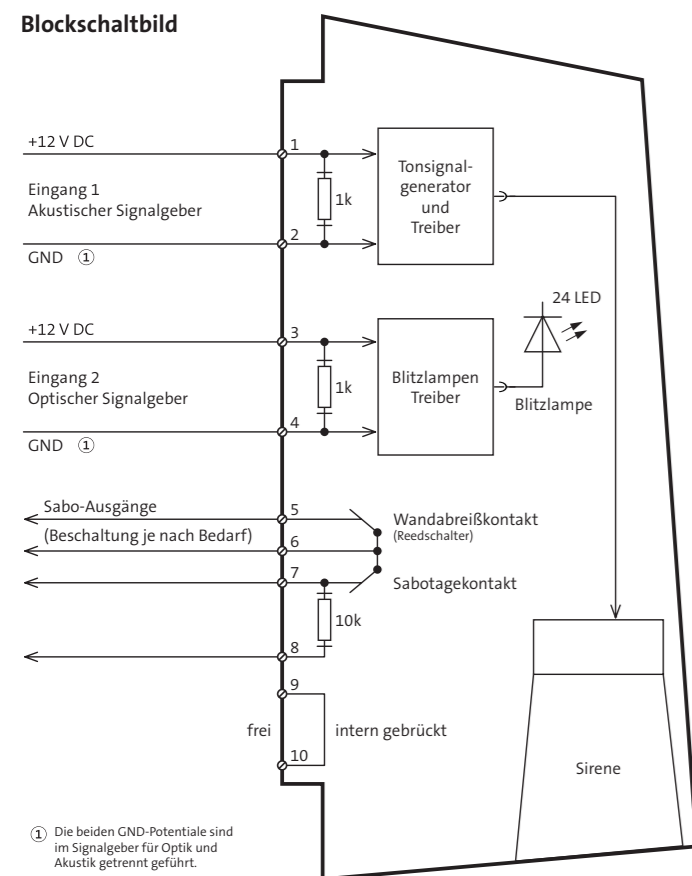 Blockschaltbild
+12 V DC
1
Eingang 1
Akustischer Signalgeber
1k
Tonsignal-
generator
und
Treiber
2
GND ①
24 LED
+12 V DC
3
Eingang 2
Optischer Signalgeber
1k
Blitzlampen
Treiber
Blitzlampe
4
GND ①
Sabo-Ausgänge
5
(Beschaltung je nach Bedarf)
6
Wandabreißkontakt
(Reedschalter)
7
Sabotagekontakt
10k
8
9
frei
intern gebrückt
10
Sirene
① Die beiden GND-Potentiale sind
im Signalgeber für Optik und
Akustik getrennt geführt.